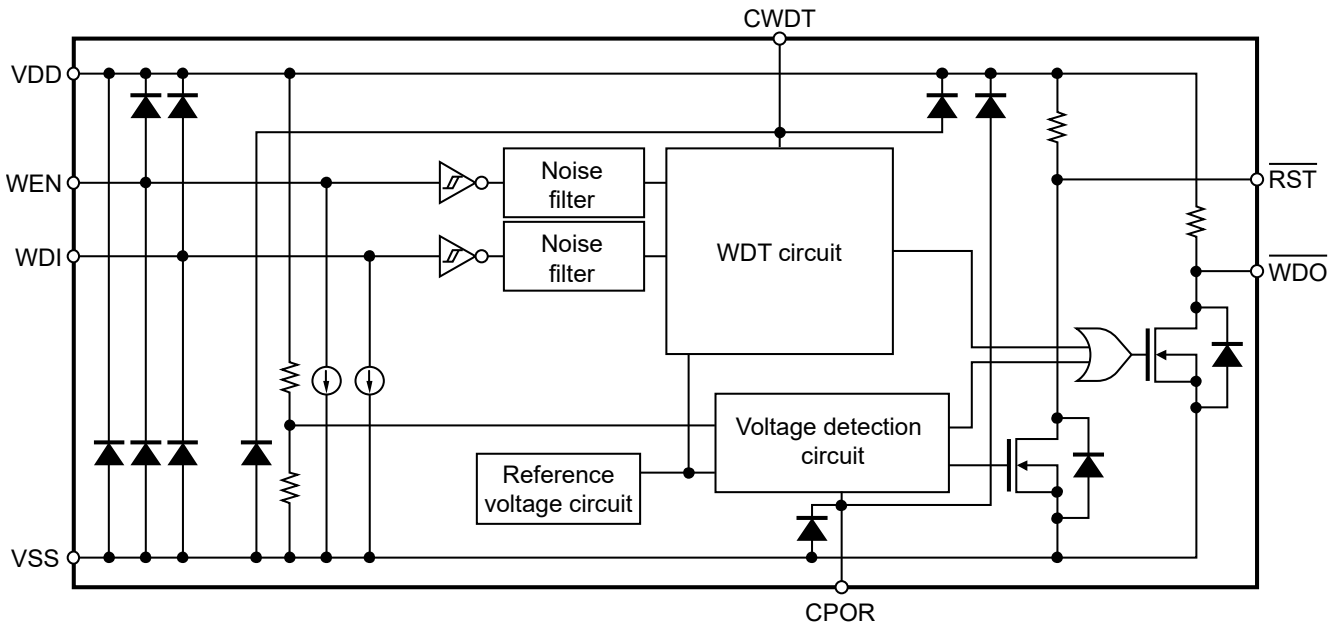 CWDT
VDD
WEN
Noise
filter
RST
WDI
Noise
filter
WDT circuit
WDO
Voltage detection
circuit
Reference
voltage circuit
VSS
CPOR